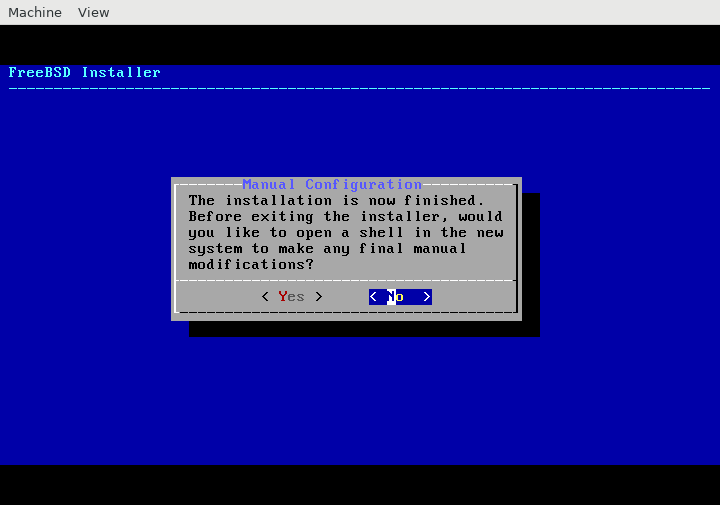 Machine View
FreeBSD Installer
Manual Configuration
The installation is now finished.
Before exiting the installer, would
you like to open a shell in the new
system to make any final manual
modifications?
< Yes > < No >